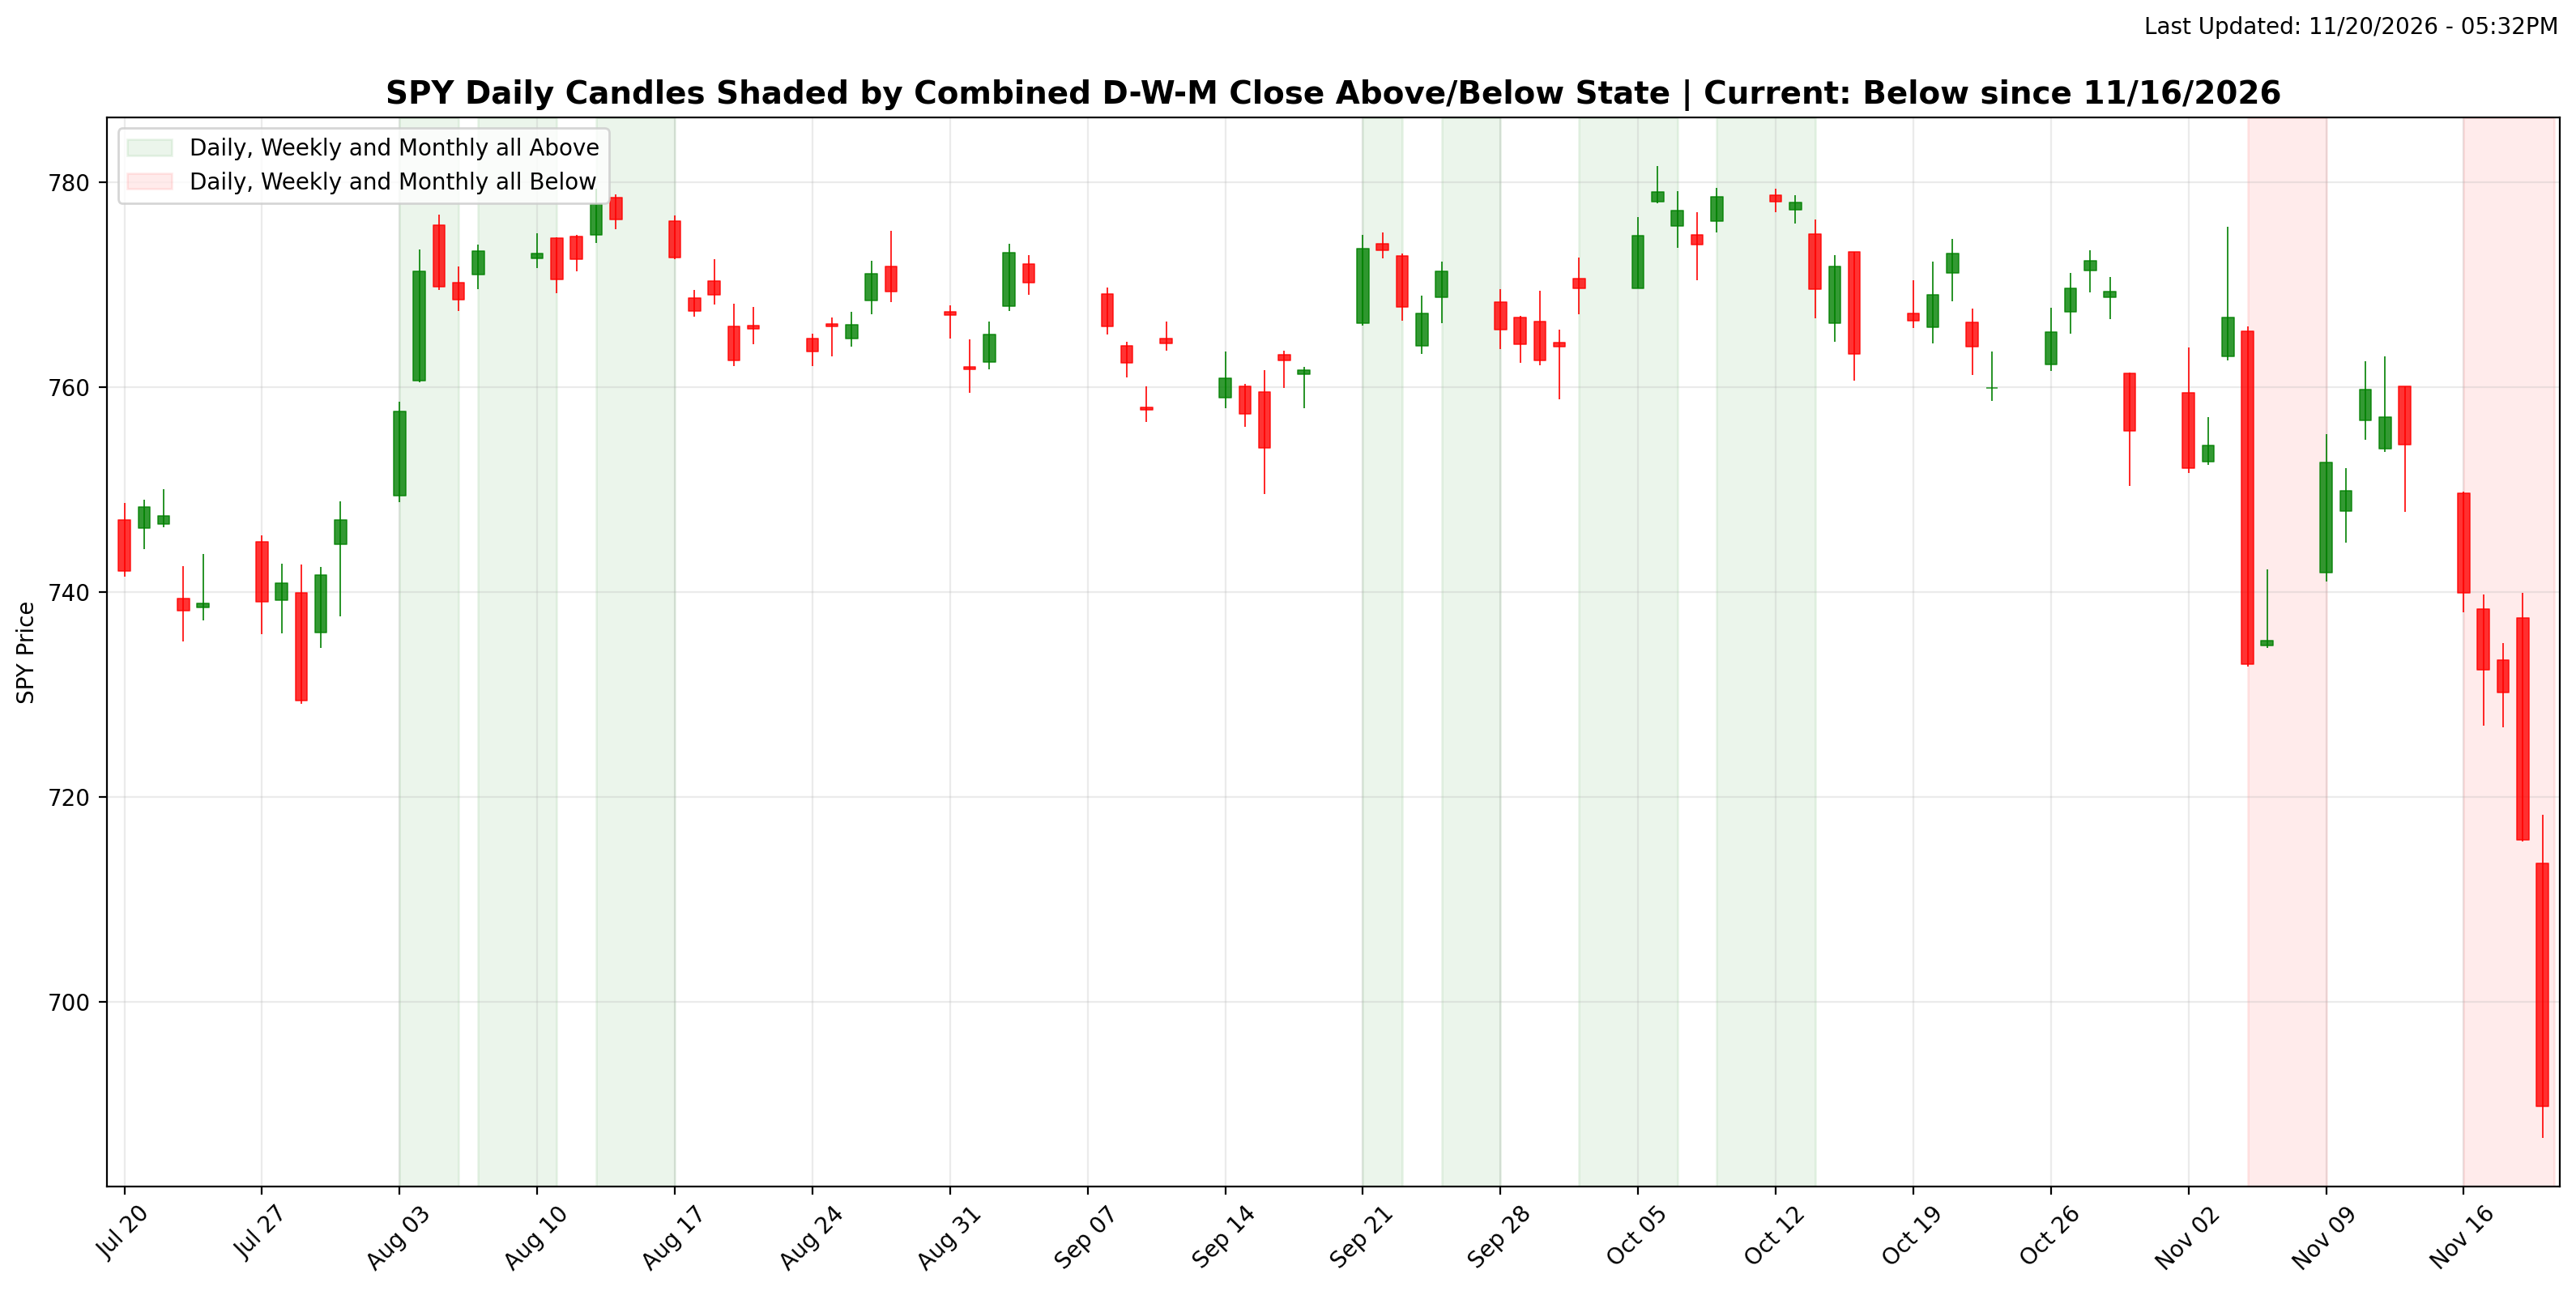 Last Updated: 11/20/2026 - 05:32PM
SPY Daily Candles Shaded by Combined D-W-M Close Above/Below State | Current: Below since 11/16/2026
Daily, Weekly and Monthly all Above
Daily, Weekly and Monthly all Below
780
760
740
720
700
SPY Price
Jul 20
Jul 27
Aug 03
Aug 10
Aug 17
Aug 24
Aug 31
Sep 07
Sep 14
Sep 21
Sep 28
Oct 05
Oct 12
Oct 19
Oct 26
Nov 02
Nov 09
Nov 16